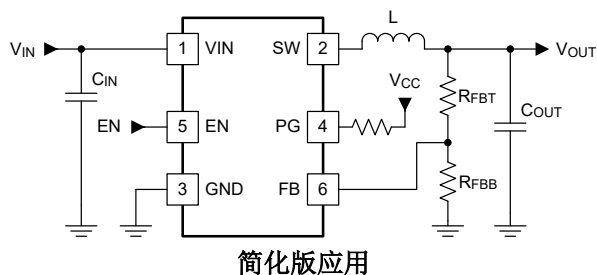 L
VIN
1
VIN
SW
2
VOUT
CIN
VCC
RFBT
COUT
EN
5
EN
PG
4
3
GND
FB
6
RFBB
简化版应用